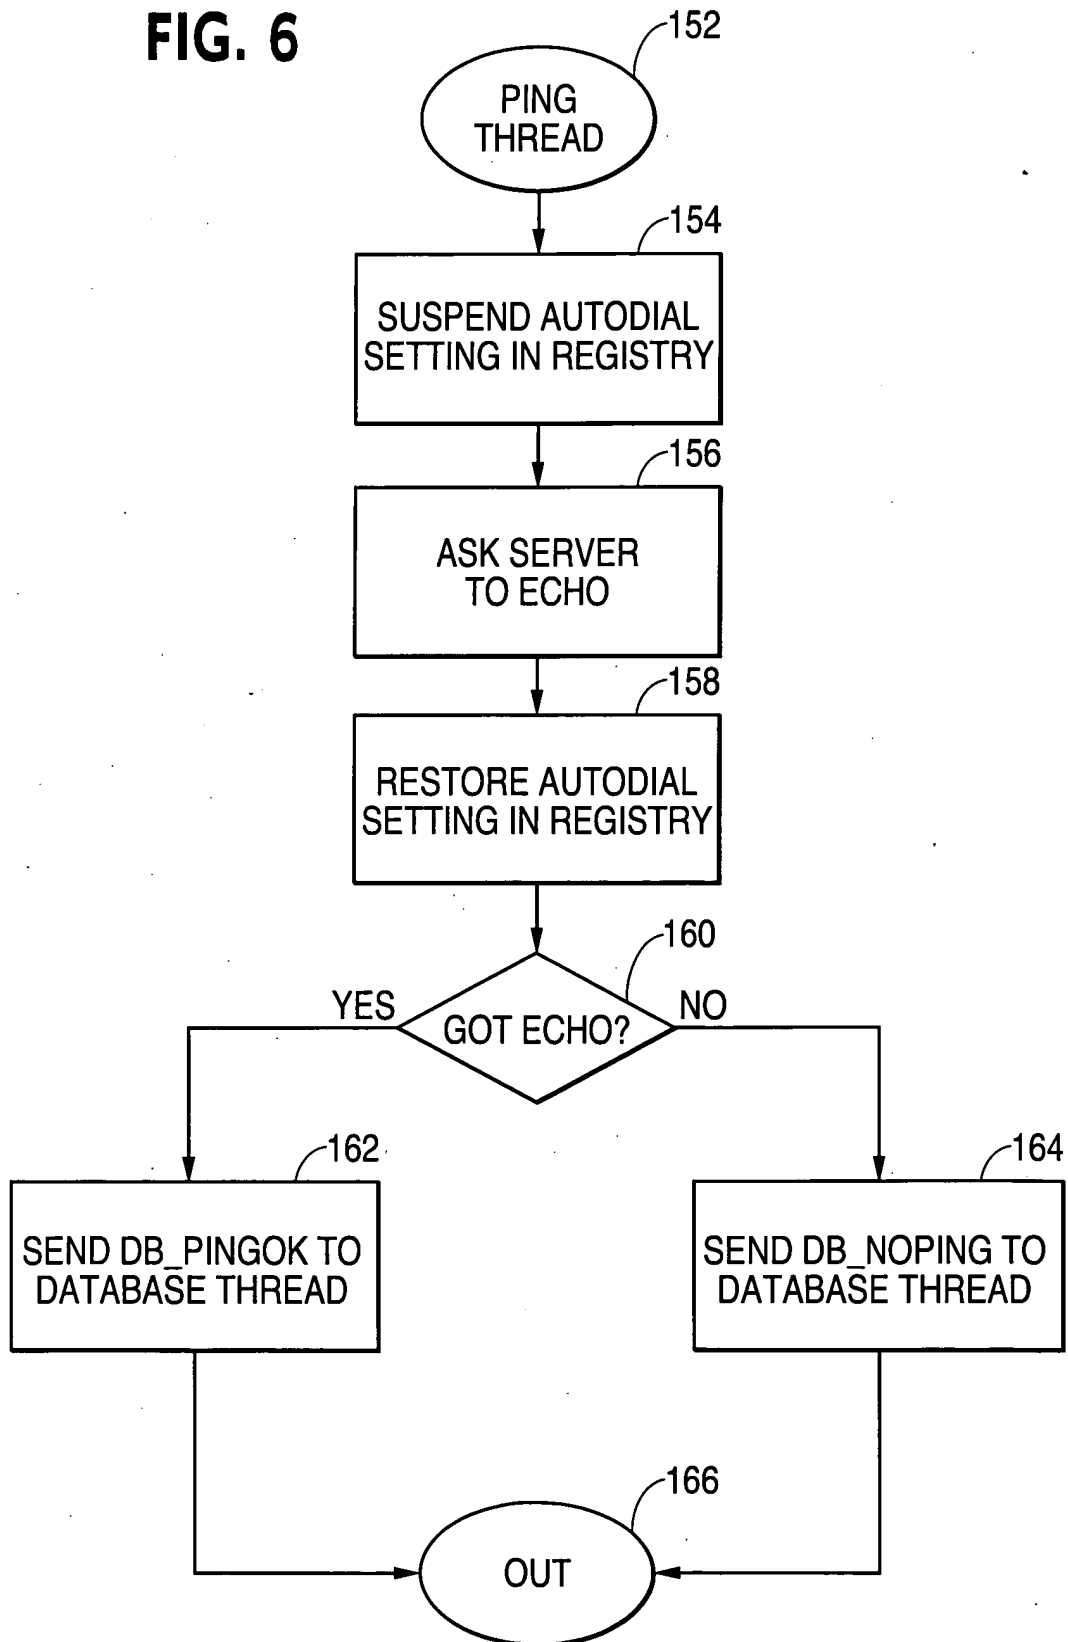 FIG. 6
152
PING
THREAD
154
SUSPEND AUTODIAL
SETTING IN REGISTRY
156
ASK SERVER
TO ECHO
158
RESTORE AUTODIAL
SETTING IN REGISTRY
160
YES
GOT ECHO?
NO
162
SEND DB_PINGOK TO
DATABASE THREAD
164
SEND DB_NOPING TO
DATABASE THREAD
166
OUT